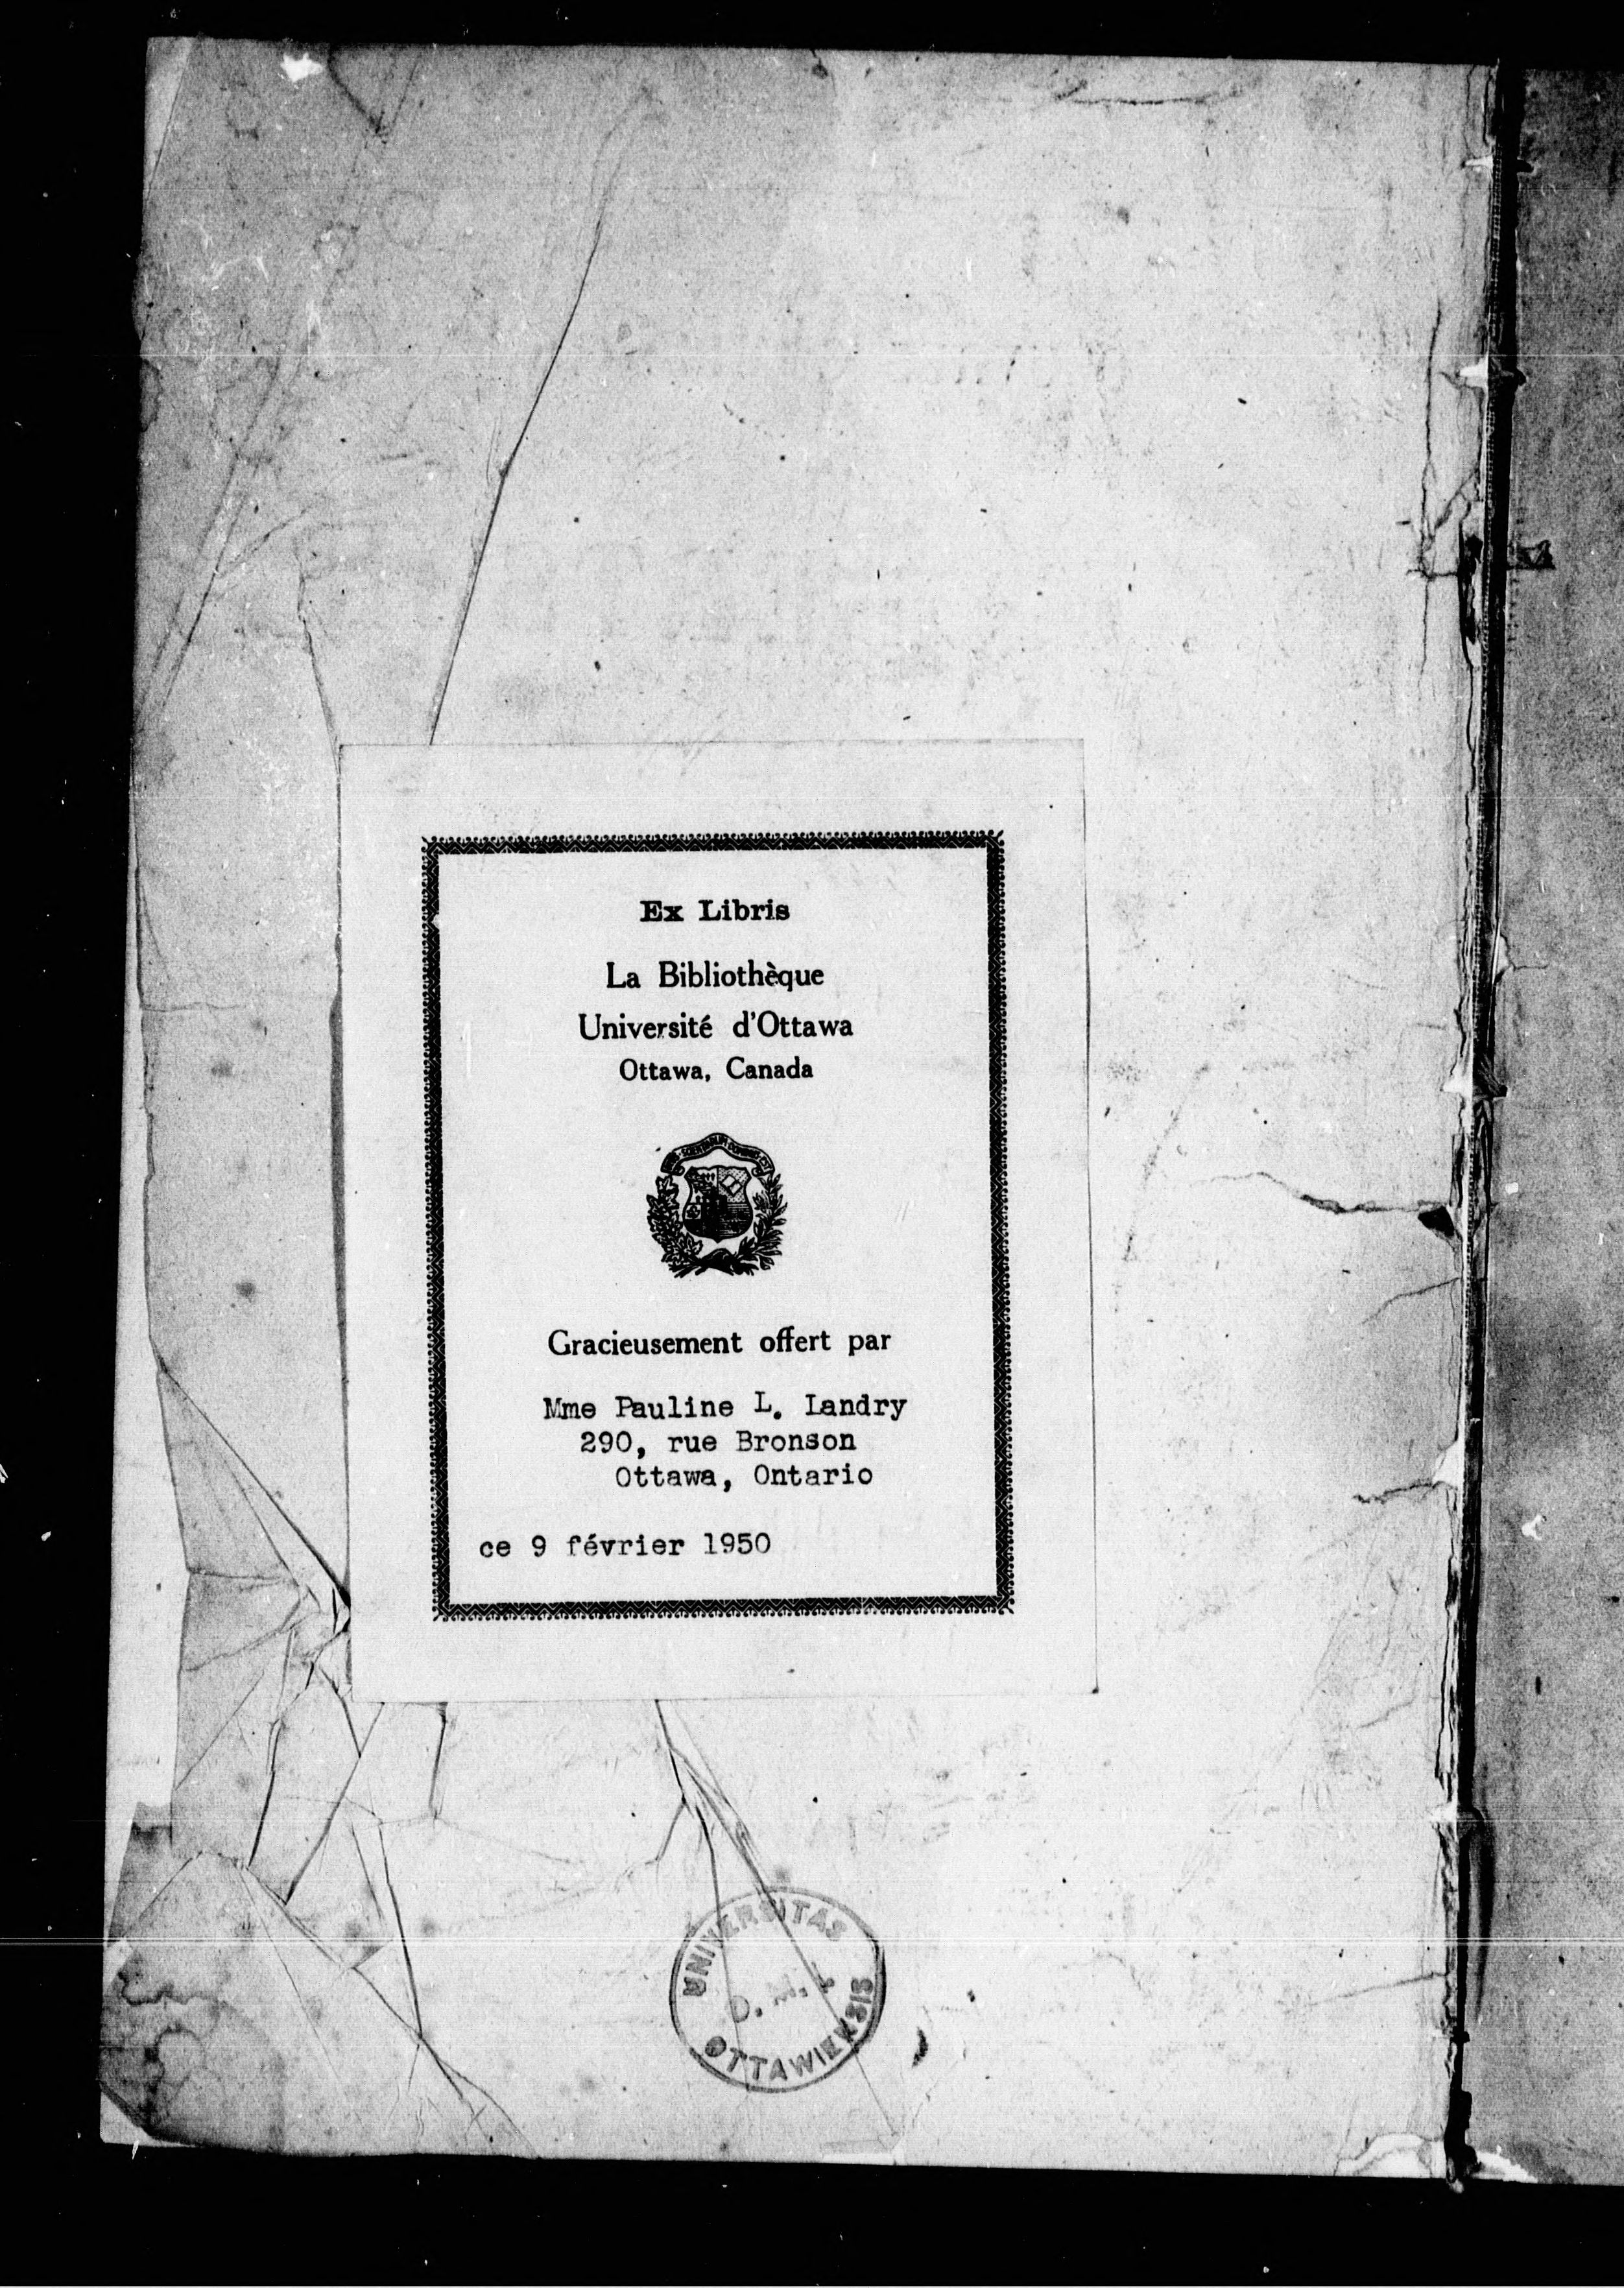 Ex Libris
La Bibliothèque
Université d'Ottawa
Ottawa, Canada
Gracieusement offert par
Mme Pauline L. Landry
290, rue Bronson
Ottawa, Ontario
ce 9 février 1950
UNIVERSITAS
O. M. I.
OTTAWIENSIS